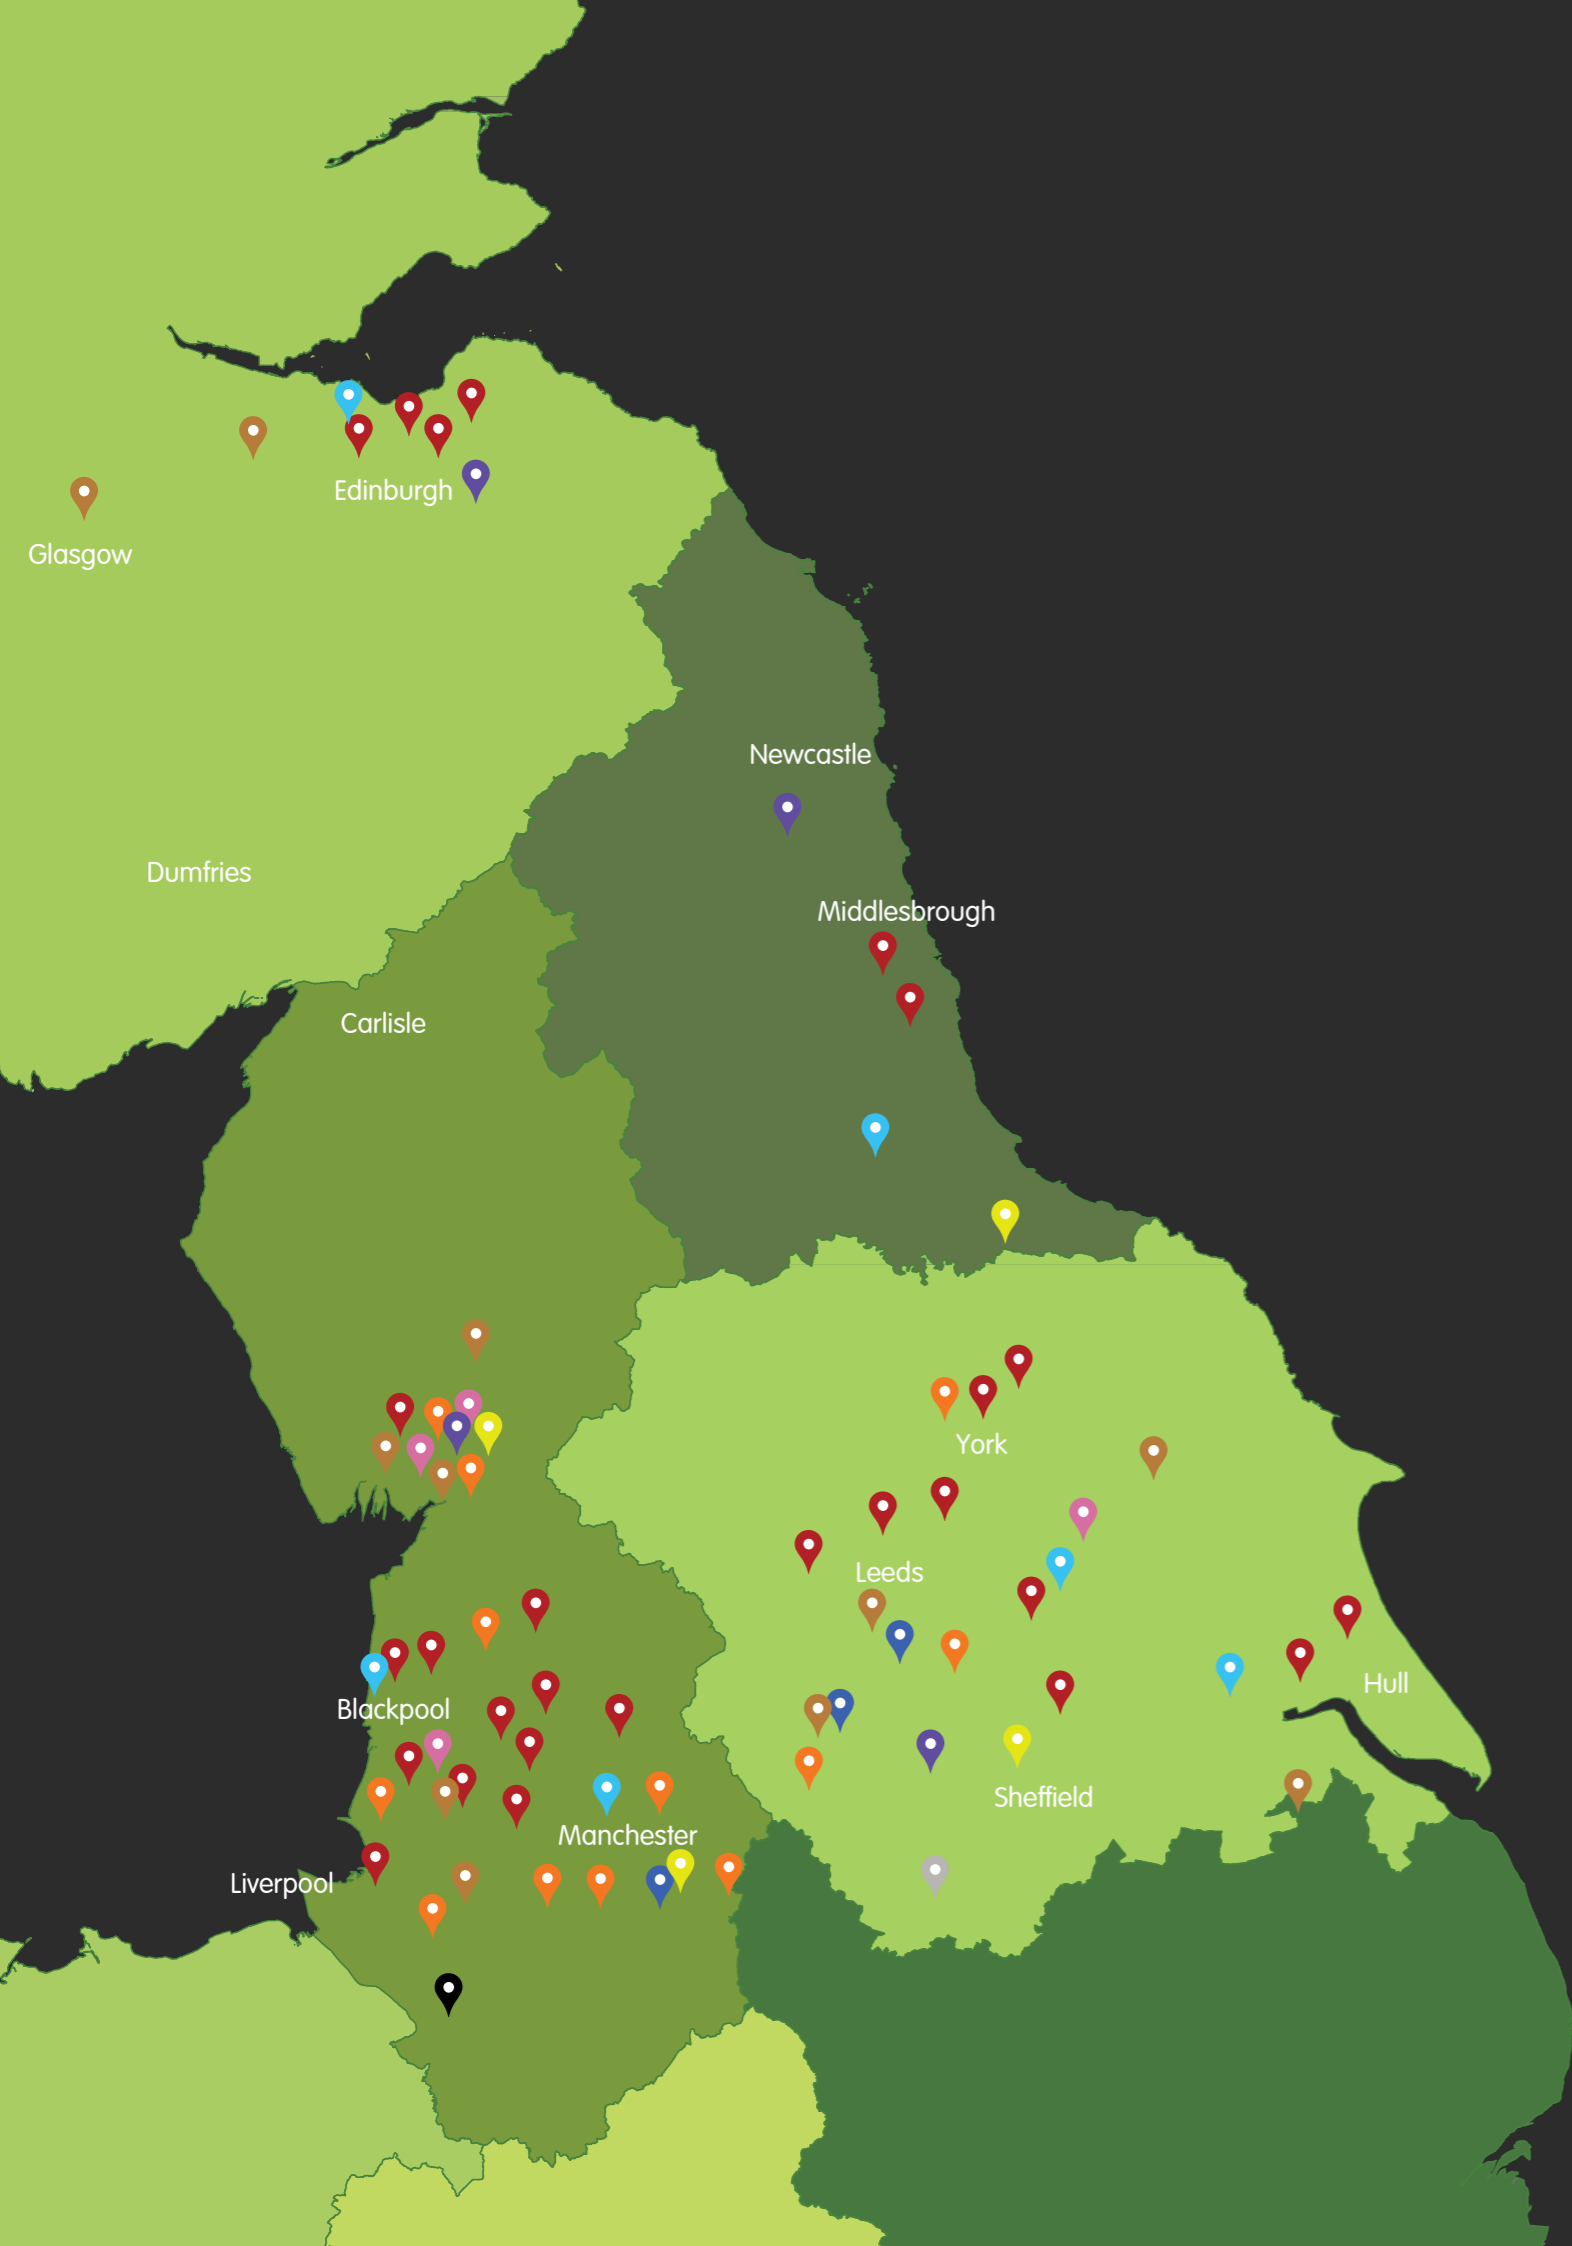 Edinburgh
Glasgow
Newcastle
Dumfries
Middlesbrough
Carlisle
York
Leeds
Hull
Blackpool
Sheffield
Manchester
Liverpool